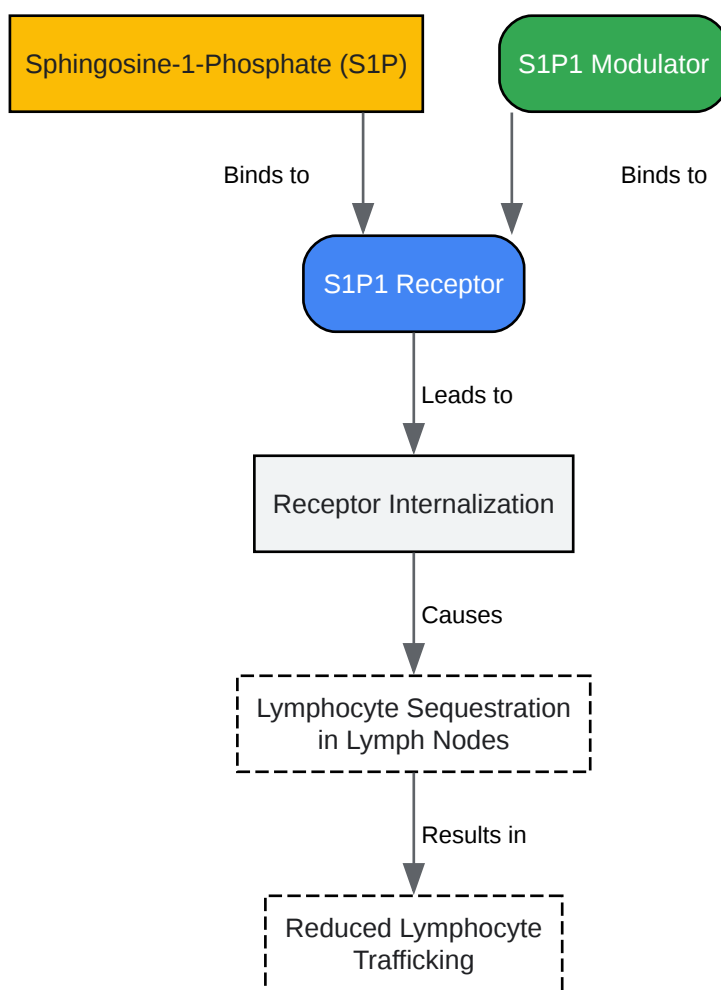 Sphingosine-1-Phosphate (S1P)
S1P1 Modulator
Binds to
Binds to
S1P1 Receptor
Leads to
Receptor Internalization
Causes
Lymphocyte Sequestration
in Lymph Nodes
Results in
Reduced Lymphocyte
Trafficking